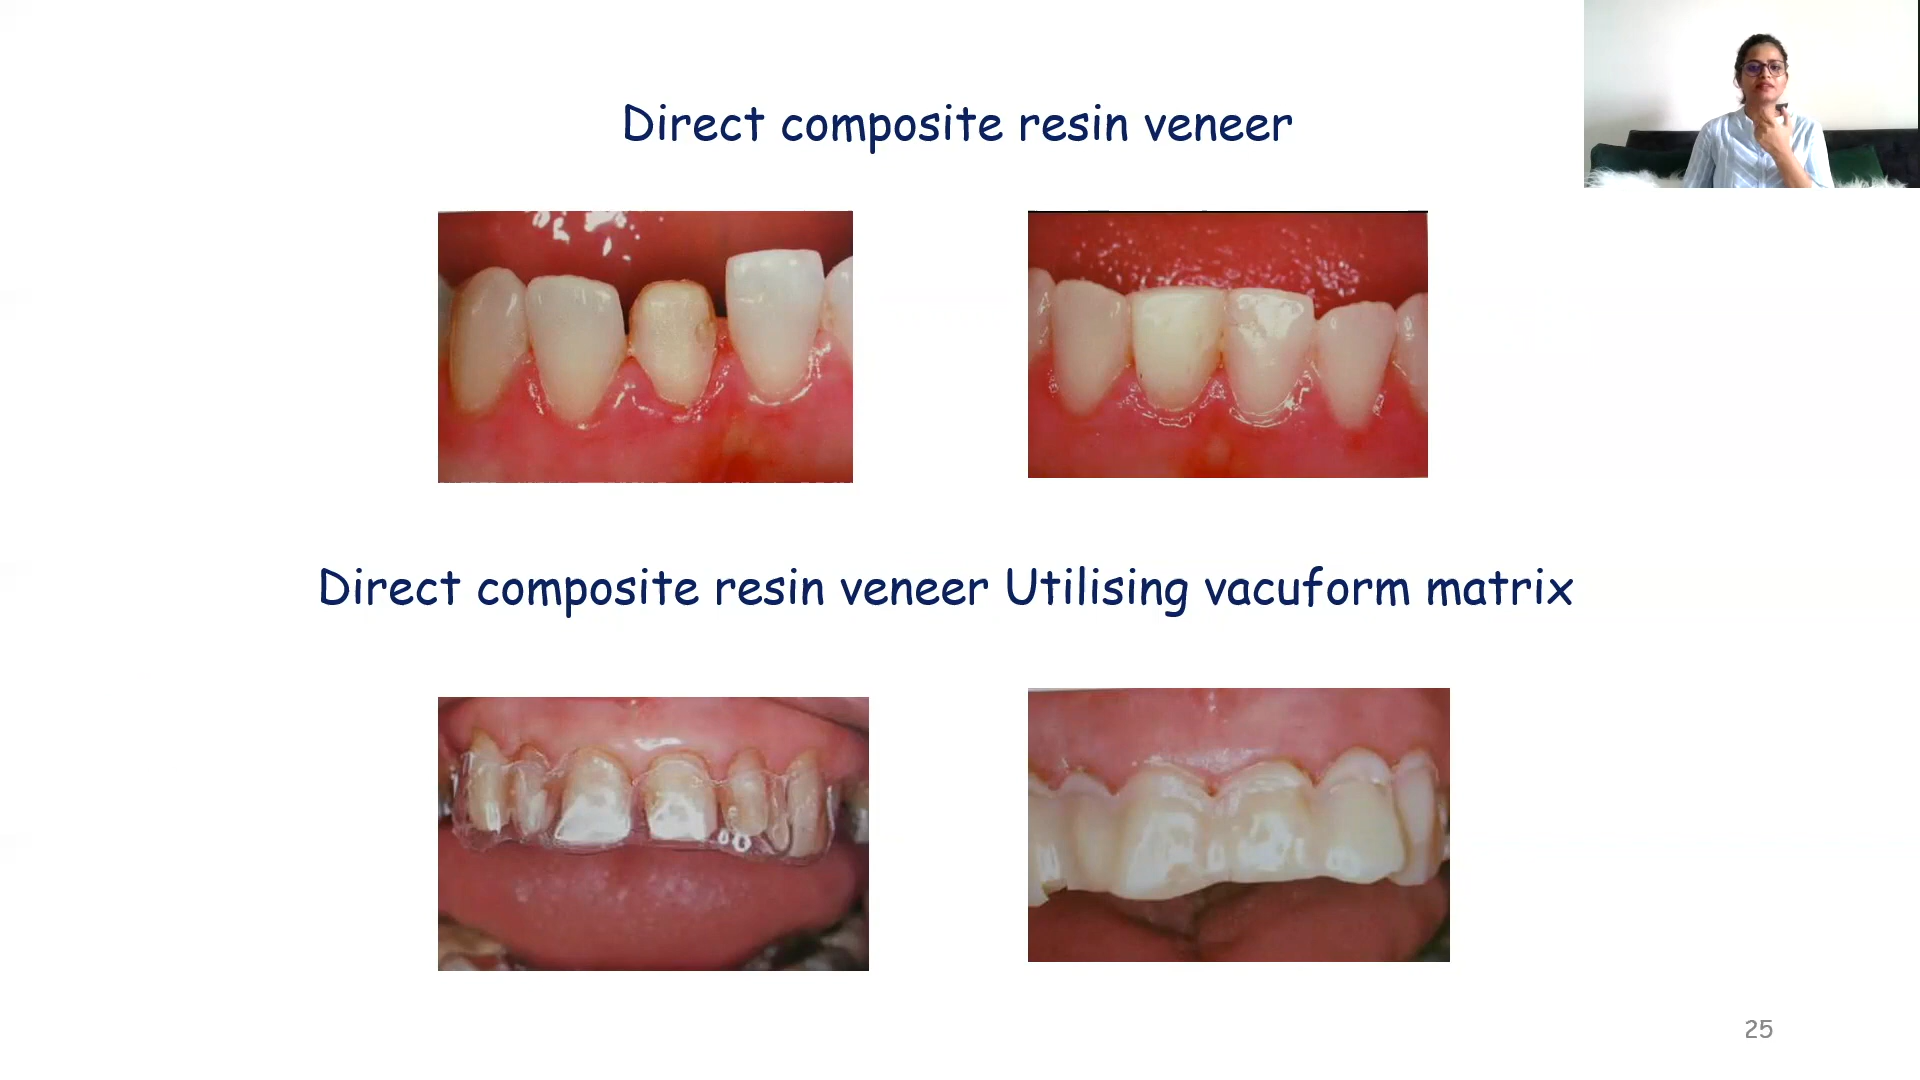 Direct composite resin veneer
Direct composite resin veneer Utilising vacuform matrix
25